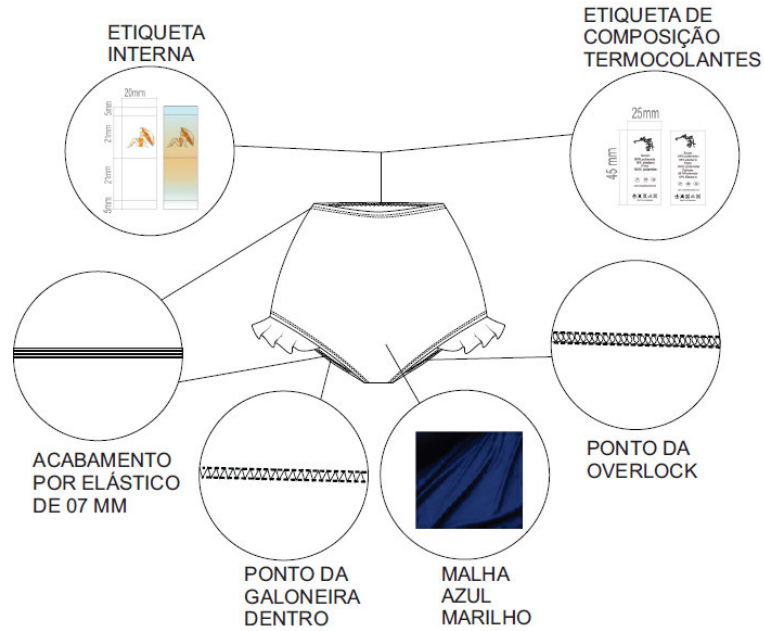 ETIQUETA
INTERNA
ETIQUETA DE
COMPOSIÇÃO
TERMOCOLANTES
20mm
5mm
21mm
21mm
5mm
25mm
45 mm
ACABAMENTO
POR ELÁSTICO
DE 07 MM
PONTO DA
GALONEIRA
DENTRO
MALHA
AZUL
MARILHO
PONTO DA
OVERLOCK